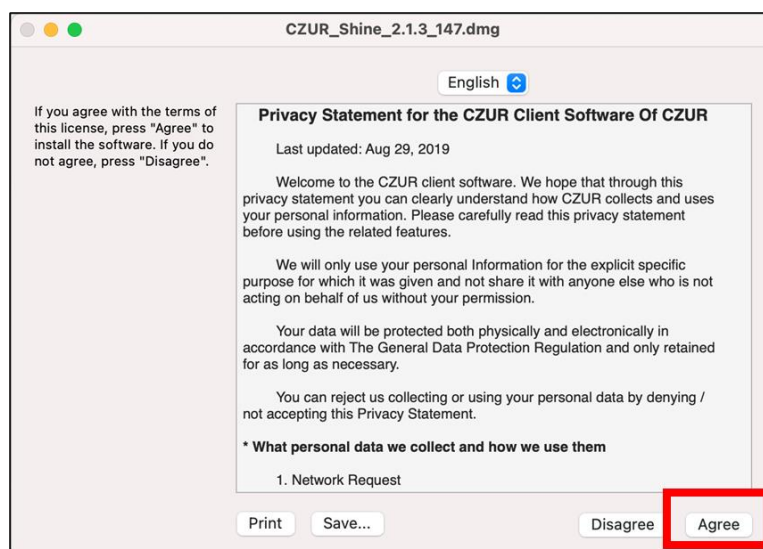 CZUR_Shine_2.1.3_147.dmg
English
If you agree with the terms of
this license, press "Agree" to
install the software. If you do
not agree, press "Disagree".
Privacy Statement for the CZUR Client Software Of CZUR
Last updated: Aug 29, 2019
Welcome to the CZUR client software. We hope that through this
privacy statement you can clearly understand how CZUR collects and uses
your personal information. Please carefully read this privacy statement
before using the related features.
We will only use your personal Information for the explicit specific
purpose for which it was given and not share it with anyone else who is not
acting on behalf of us without your permission.
Your data will be protected both physically and electronically in
accordance with The General Data Protection Regulation and only retained
for as long as necessary.
You can reject us collecting or using your personal data by denying /
not accepting this Privacy Statement.
* What personal data we collect and how we use them
1. Network Request
Print Save... Disagree Agree